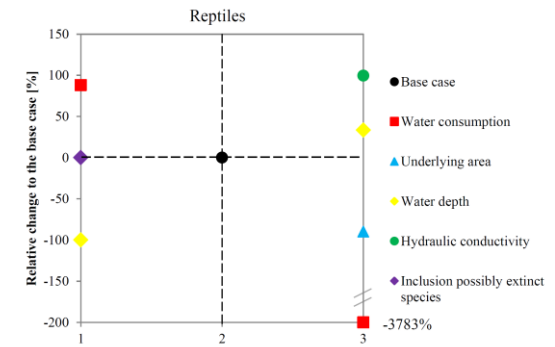 Reptiles
Relative change to the base case [%]
150
100
50
0
-50
-100
-150
-200
1
2
3
-3783%
Base case
Water consumption
Underlying area
Water depth
Hydraulic conductivity
Inclusion possibly extinct
species